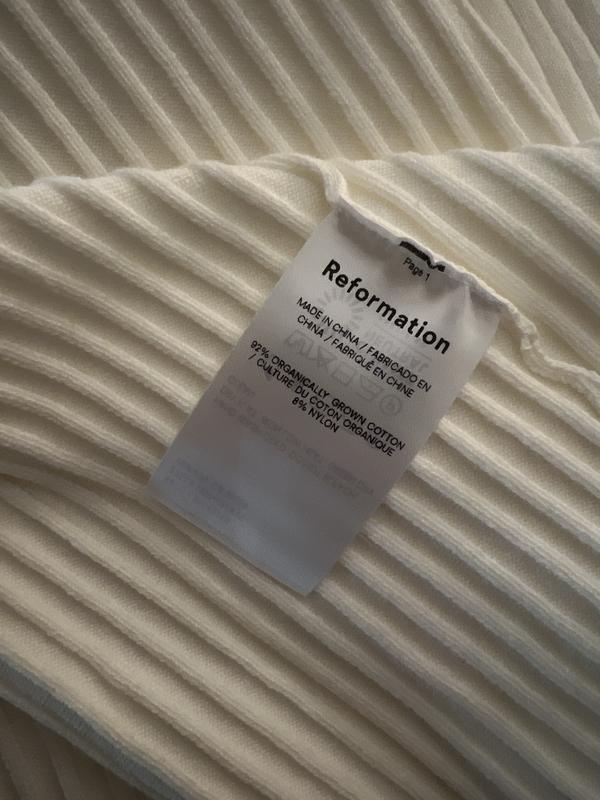 Page 1
Reformation
MADE IN CHINA / FABRICADO EN
CHINA / FABRIQUÉ EN CHINE
92% ORGANICALLY GROWN COTTON
/ CULTURE DU COTON ORGANIQUE
8% NYLON